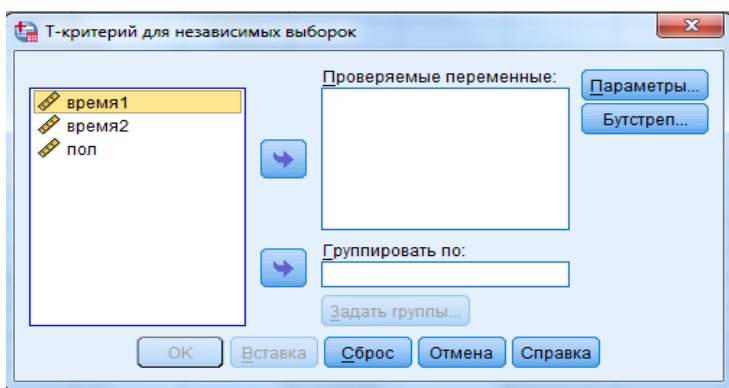 Т-критерий для независимых выборок
время1
время2
пол
Проверяемые переменные:
Параметры...
Бутстреп...
Группировать по:
Задать группы...
OK
Вставка
Сброс
Отмена
Справка